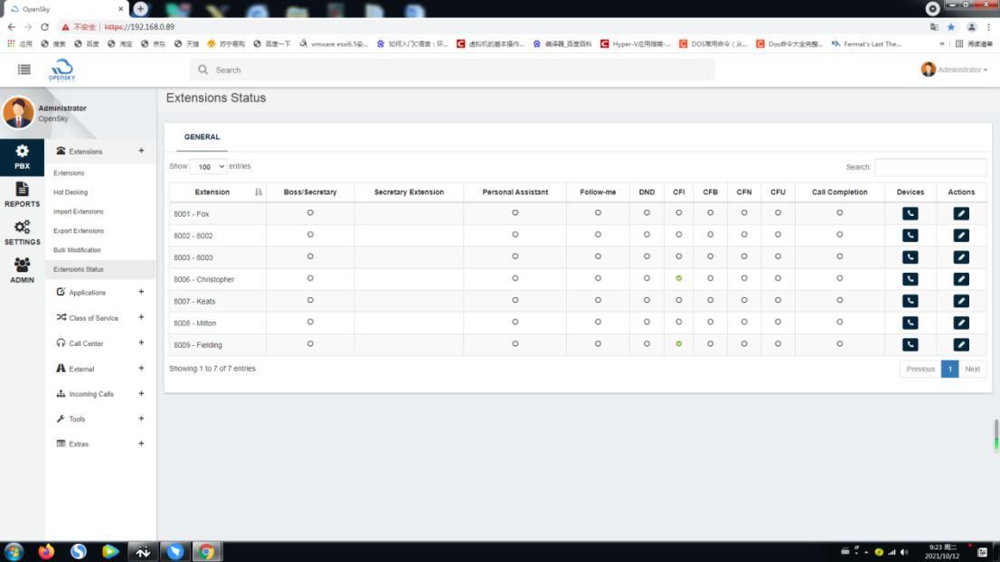 OpenSky
不安全 | https://192.168.0.89
应用 搜索 百度 淘宝 京东 天猫 苏宁易购 百度一下 vmware esxi6.5安... 如何入门C语言：环... 虚拟机的基本操作... 编译器_百度百科 Hyper-V应用指南-... DOS常用命令（从... Dos命令大全完整... Fermat's Last The... » 阅读清单
OPENSKY
Search
Administrator
Administrator
OpenSky
PBX
REPORTS
SETTINGS
ADMIN
Extensions +
Extensions
Hot Desking
Import Extensions
Export Extensions
Bulk Modification
Extensions Status
Applications +
Class of Service +
Call Center +
External +
Incoming Calls +
Tools +
Extras +
Extensions Status
GENERAL
Show 100 entries
Search:
Extension Boss/Secretary Secretary Extension Personal Assistant Follow-me DND CFI CFB CFN CFU Call Completion Devices Actions
8001 - Fox
8002 - 8002
8003 - 8003
8006 - Christopher
8007 - Keats
8008 - Milton
8009 - Fielding
Showing 1 to 7 of 7 entries
Previous 1 Next
9:23 周二
2021/10/12